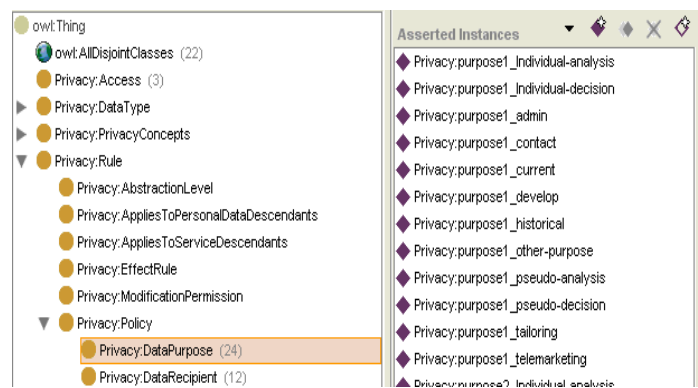 owl:Thing
owl:AllDisjointClasses (22)
Privacy:Access (3)
Privacy:DataType
Privacy:PrivacyConcepts
Privacy:Rule
Privacy:AbstractionLevel
Privacy:AppliesToPersonalDataDescendants
Privacy:AppliesToServiceDescendants
Privacy:EffectRule
Privacy:ModificationPermission
Privacy:Policy
Privacy:DataPurpose (24)
Privacy:DataRecipient (12)
Asserted Instances
Privacy:purpose1_Individual-analysis
Privacy:purpose1_Individual-decision
Privacy:purpose1_admin
Privacy:purpose1_contact
Privacy:purpose1_current
Privacy:purpose1_develop
Privacy:purpose1_historical
Privacy:purpose1_other-purpose
Privacy:purpose1_pseudo-analysis
Privacy:purpose1_pseudo-decision
Privacy:purpose1_tailoring
Privacy:purpose1_telemarketing
Privacy:purpose2_Individual-analysis